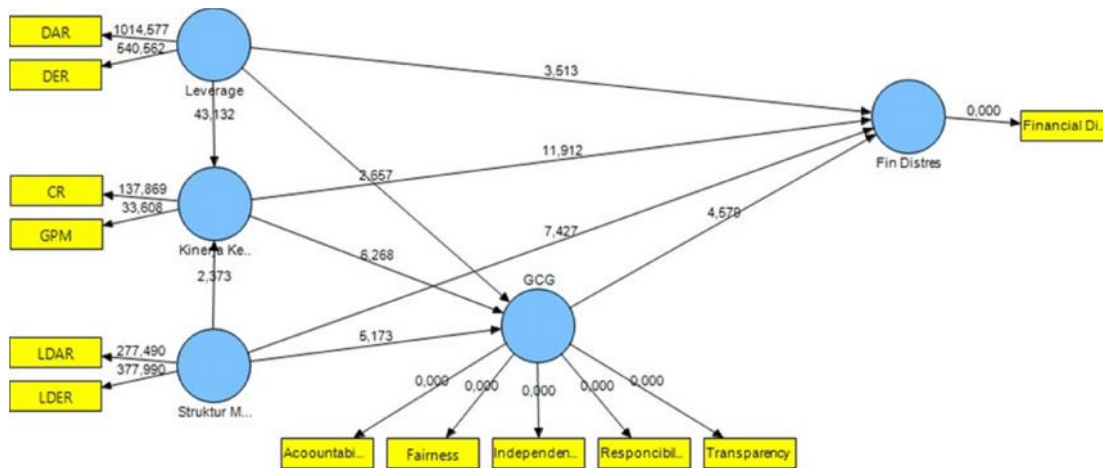 DAR
1014,577
DER
540,562
Leverage
43,132
3,513
0,000
Financial Di..
Fin Distres
CR
137,869
GPM
33,608
Kinerja Ke..
11,912
2,657
7,427
4,579
6,268
GCG
2,373
5,173
LDAR
277,490
LDER
377,990
Struktur M...
0,000
0,000
0,000
0,000
0,000
Acoountabi...
Fairness
Independen...
Responcibil...
Transparency